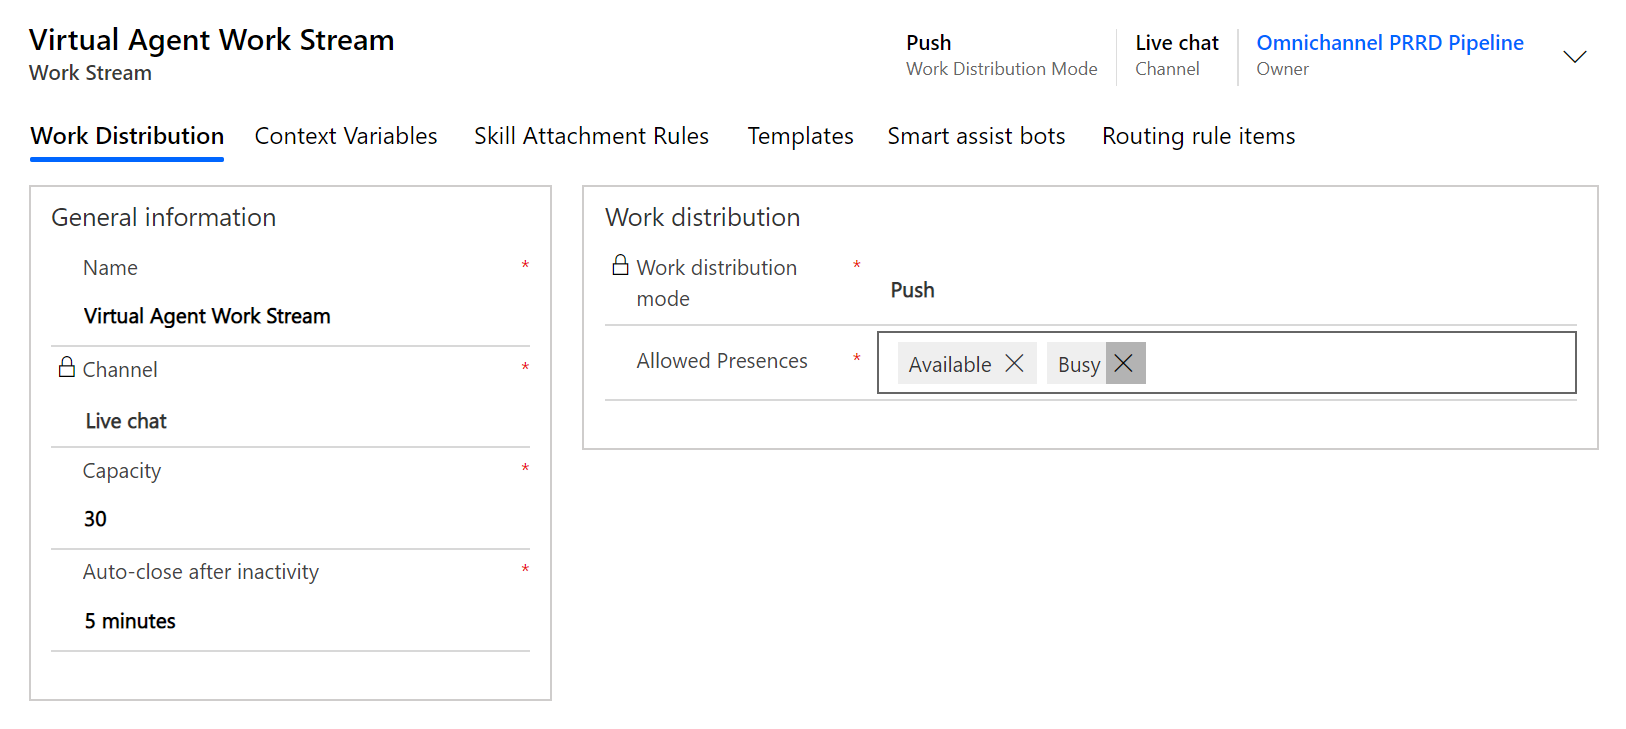 Virtual Agent Work Stream
Work Stream
Push
Work Distribution Mode
Live chat
Channel
Omnichannel PRRD Pipeline
Owner
Work Distribution
Context Variables
Skill Attachment Rules
Templates
Smart assist bots
Routing rule items
General information
Name *
Virtual Agent Work Stream
Channel *
Live chat
Capacity *
30
Auto-close after inactivity *
5 minutes
Work distribution
Work distribution *
mode
Push
Allowed Presences *
Available
Busy